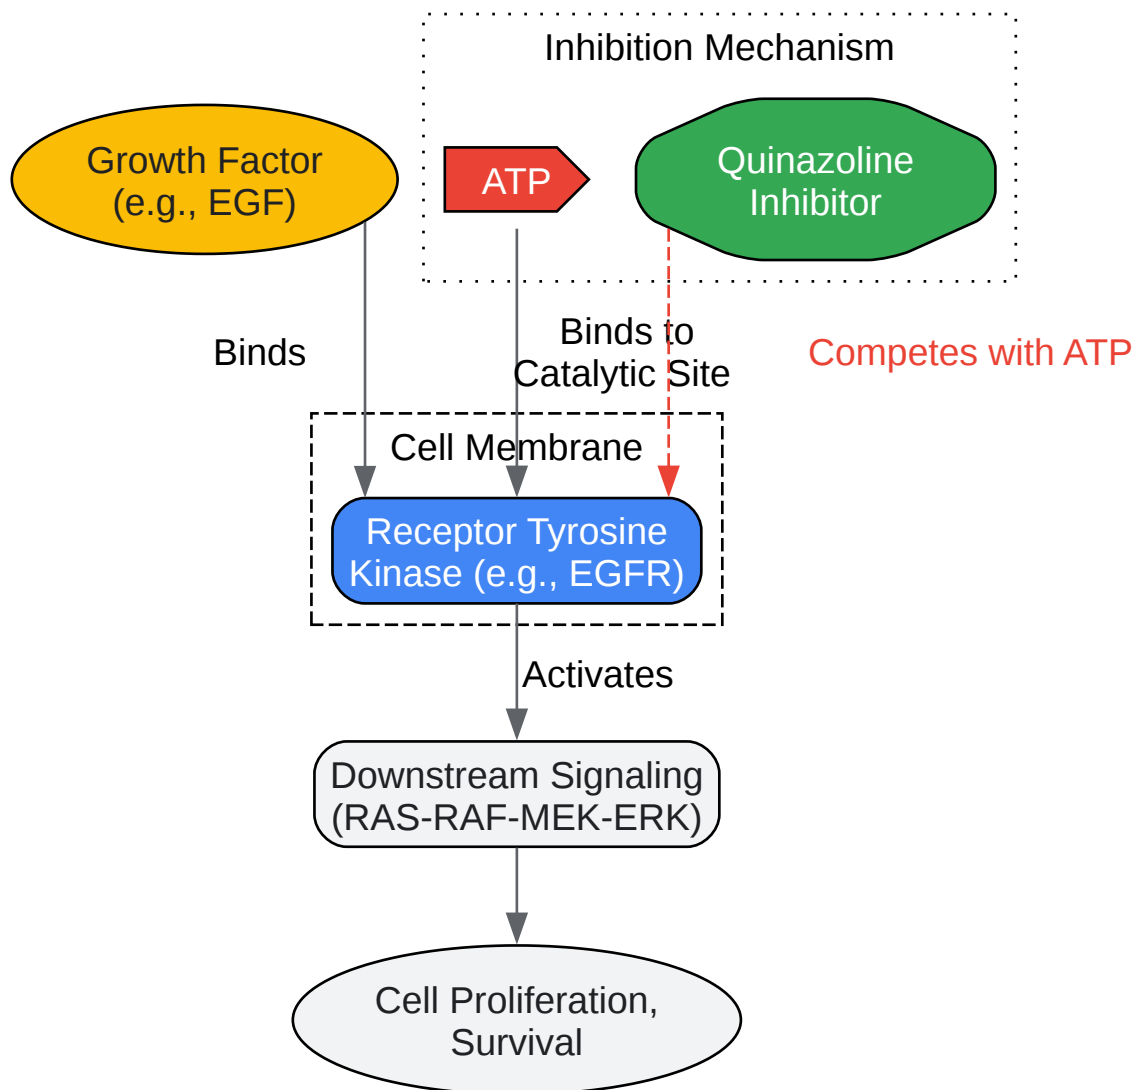 Inhibition Mechanism
Growth Factor
(e.g., EGF)
ATP
Quinazoline
Inhibitor
Binds
Binds to
Catalytic Site
Competes with ATP
Cell Membrane
Receptor Tyrosine
Kinase (e.g., EGFR)
Activates
Downstream Signaling
(RAS-RAF-MEK-ERK)
Cell Proliferation,
Survival